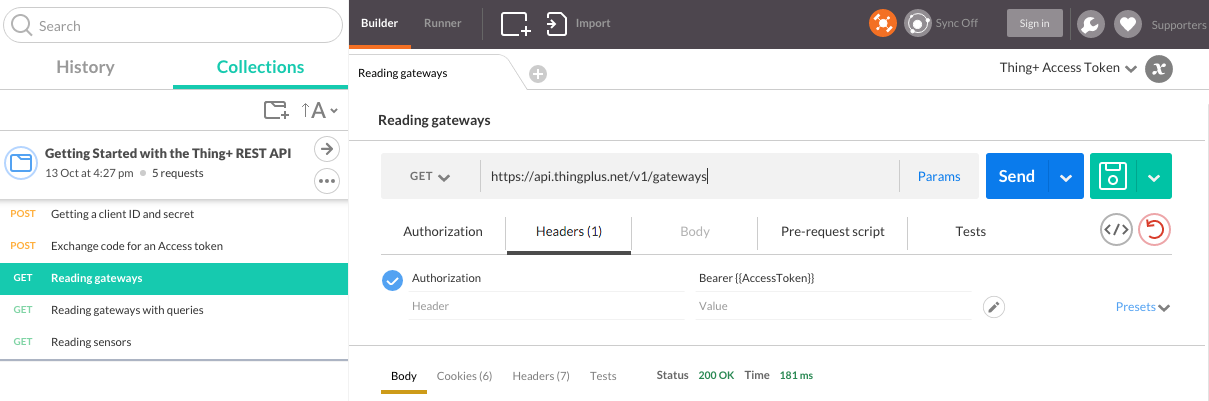 Search
History
Collections
↑A
Getting Started with the Thing+ REST API
13 Oct at 4:27 pm
5 requests
POST Getting a client ID and secret
POST Exchange code for an Access token
GET Reading gateways
GET Reading gateways with queries
GET Reading sensors
Builder
Runner
Import
Sync Off
Sign in
Supporters
Reading gateways
Thing+ Access Token
x
Reading gateways
GET
https://api.thingplus.net/v1/gateways
Params
Send
Authorization
Headers (1)
Body
Pre-request script
Tests
</>
Authorization
Bearer {{AccessToken}}
Header
Value
Presets
Body
Cookies (6)
Headers (7)
Tests
Status 200 OK Time 181 ms